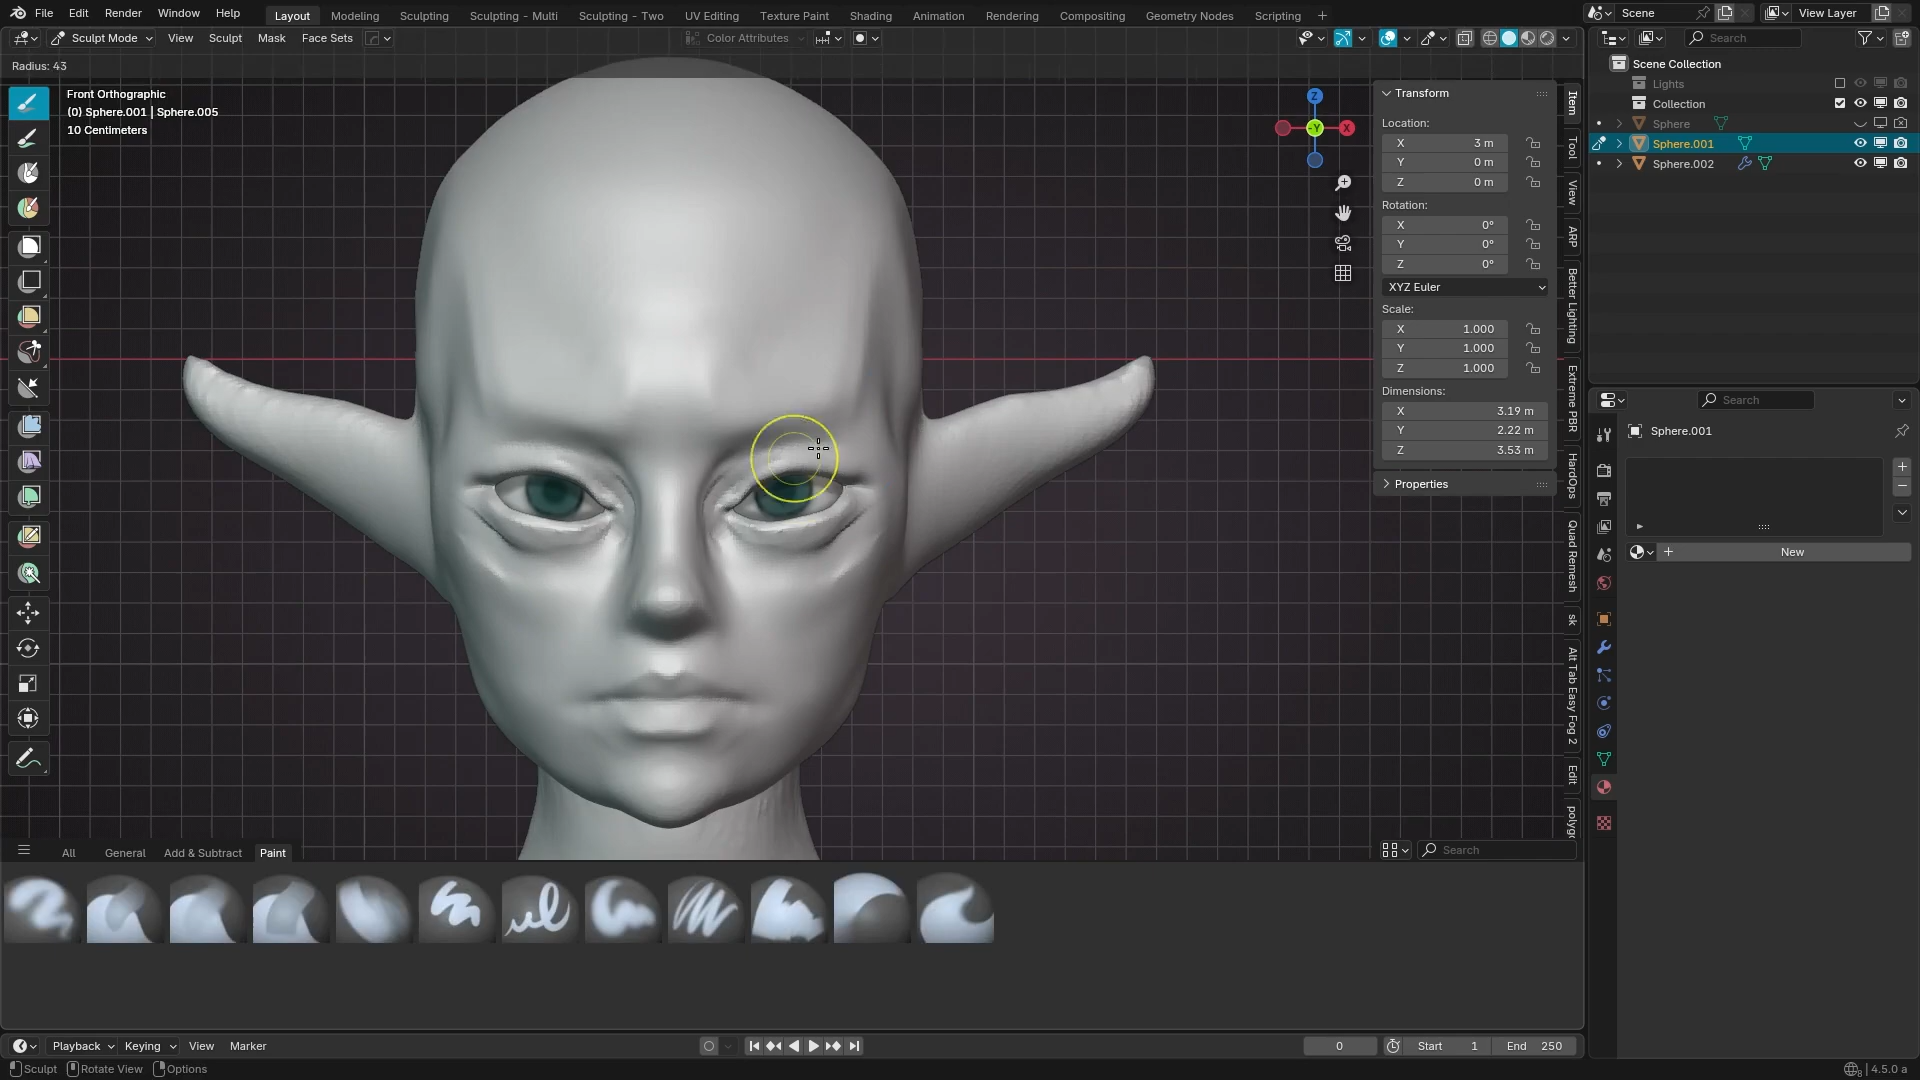 File Edit Render Window Help Layout Modeling Sculpting Sculpting - Multi Sculpting - Two UV Editing Texture Paint Shading Animation Rendering Compositing Geometry Nodes Scripting + Scene View Layer
Sculpt Mode View Sculpt Mask Face Sets Color Attributes Search
Radius: 43
Front Orthographic
(0) Sphere.001 | Sphere.005
10 Centimeters
Z
-Y
X
Transform
Location:
X 3 m
Y 0 m
Z 0 m
Rotation:
X 0°
Y 0°
Z 0°
XYZ Euler
Scale:
X 1.000
Y 1.000
Z 1.000
Dimensions:
X 3.19 m
Y 2.22 m
Z 3.53 m
Properties
Item
Tool
View
ARP
Better Lighting
Extreme PBR
HardOps
Quad Remesh
sk
Alt Tab Easy Fog 2
Edit
Scene Collection
Lights
Collection
Sphere
Sphere.001
Sphere.002
Search
Sphere.001
+ New
All General Add & Subtract Paint Search
Playback Keying View Marker 0 Start 1 End 250
Sculpt Rotate View Options 4.5.0 a